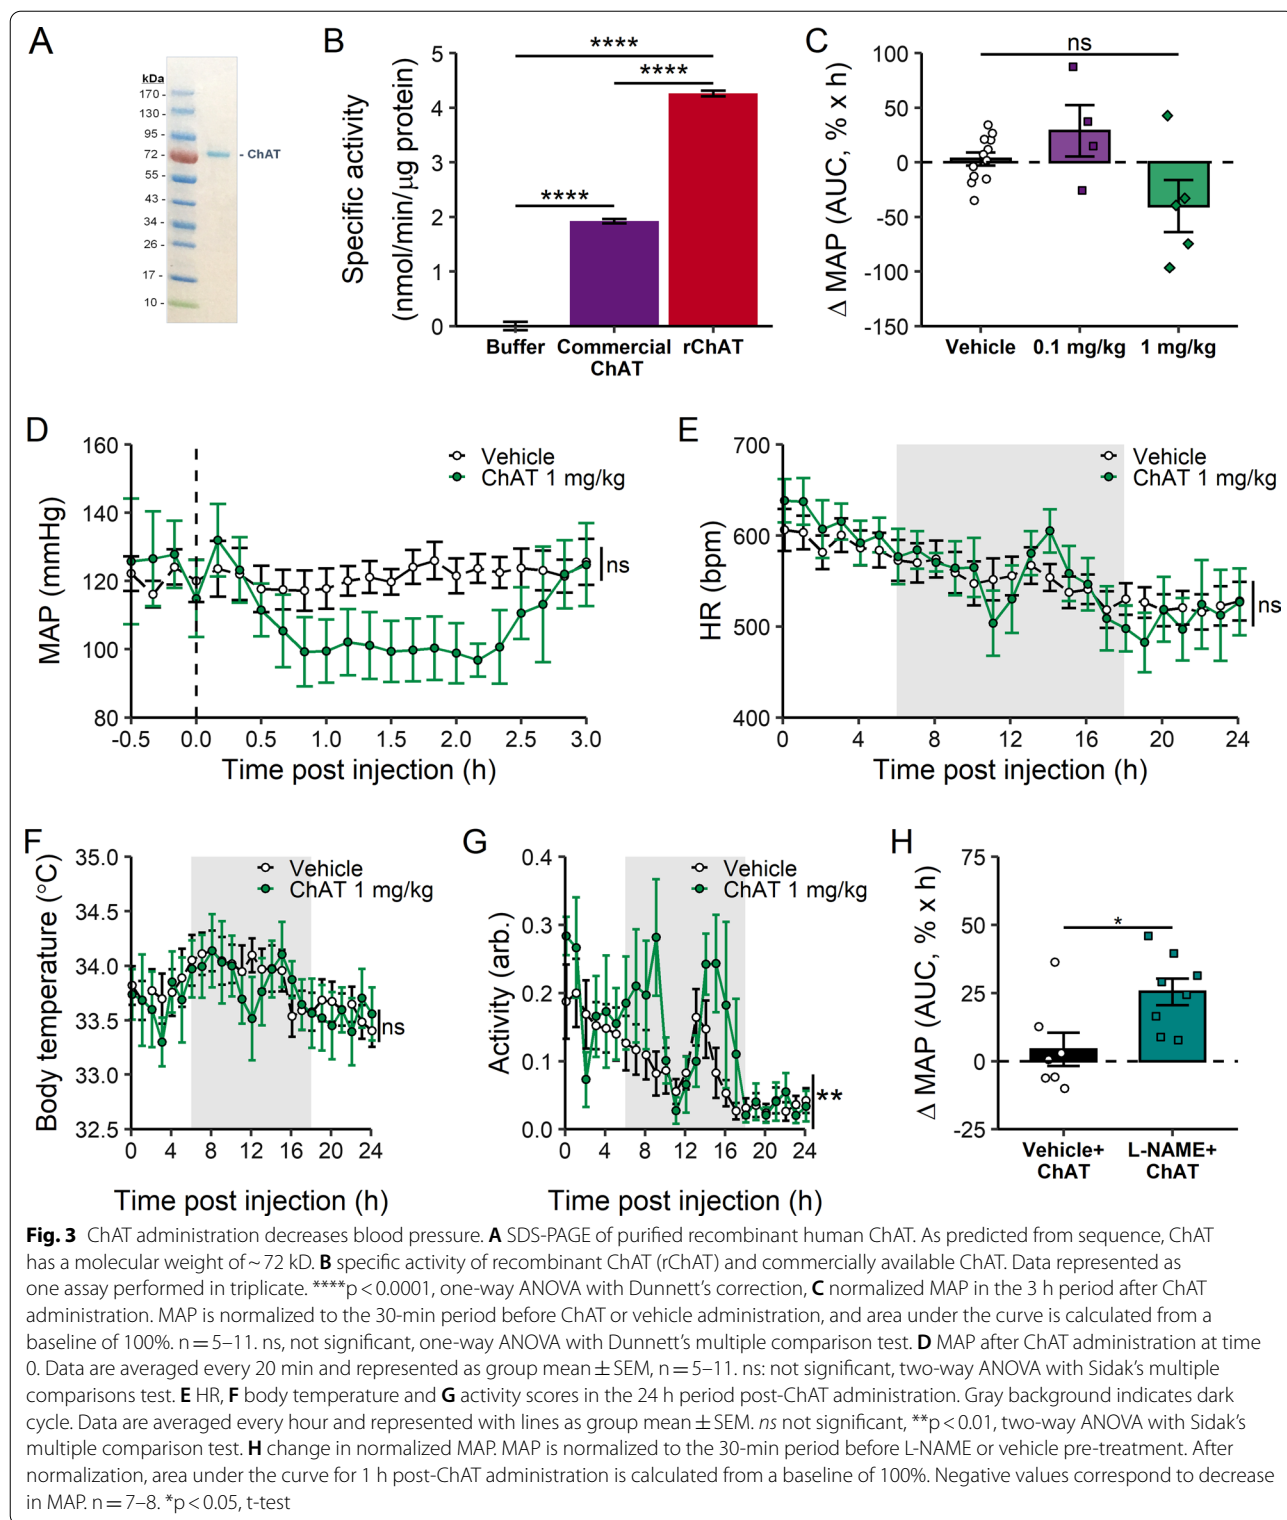 A
kDa
170 -
130 -
95 -
72 -
55 -
43 -
34 -
26 -
17 -
10 -
- ChAT
B
Specific activity
(nmol/min/µg protein)
5
4
3
2
1
0
****
****
****
Buffer
Commercial
ChAT
rChAT
C
Δ MAP (AUC, % x h)
100
50
0
-50
-100
-150
ns
Vehicle
0.1 mg/kg
1 mg/kg
D
MAP (mmHg)
160
140
120
100
80
Vehicle
ChAT 1 mg/kg
ns
-0.5 0.0 0.5 1.0 1.5 2.0 2.5 3.0
Time post injection (h)
E
HR (bpm)
700
600
500
400
Vehicle
ChAT 1 mg/kg
ns
0 4 8 12 16 20 24
Time post injection (h)
F
Body temperature (°C)
35.0
34.5
34.0
33.5
33.0
32.5
Vehicle
ChAT 1 mg/kg
ns
0 4 8 12 16 20 24
Time post injection (h)
G
Activity (arb.)
0.4
0.3
0.2
0.1
0.0
Vehicle
ChAT 1 mg/kg
**
0 4 8 12 16 20 24
Time post injection (h)
H
Δ MAP (AUC, % x h)
75
50
25
0
-25
*
Vehicle+
ChAT
L-NAME+
ChAT
Fig. 3 ChAT administration decreases blood pressure. A SDS-PAGE of purified recombinant human ChAT. As predicted from sequence, ChAT
has a molecular weight of ~ 72 kD. B specific activity of recombinant ChAT (rChAT) and commercially available ChAT. Data represented as
one assay performed in triplicate. ****p < 0.0001, one-way ANOVA with Dunnett's correction, C normalized MAP in the 3 h period after ChAT
administration. MAP is normalized to the 30-min period before ChAT or vehicle administration, and area under the curve is calculated from a
baseline of 100%. n = 5–11. ns, not significant, one-way ANOVA with Dunnett's multiple comparison test. D MAP after ChAT administration at time
0. Data are averaged every 20 min and represented as group mean ± SEM, n = 5–11. ns: not significant, two-way ANOVA with Sidak's multiple
comparisons test. E HR, F body temperature and G activity scores in the 24 h period post-ChAT administration. Gray background indicates dark
cycle. Data are averaged every hour and represented with lines as group mean ± SEM. ns not significant, **p < 0.01, two-way ANOVA with Sidak's
multiple comparison test. H change in normalized MAP. MAP is normalized to the 30-min period before L-NAME or vehicle pre-treatment. After
normalization, area under the curve for 1 h post-ChAT administration is calculated from a baseline of 100%. Negative values correspond to decrease
in MAP. n = 7–8. *p < 0.05, t-test